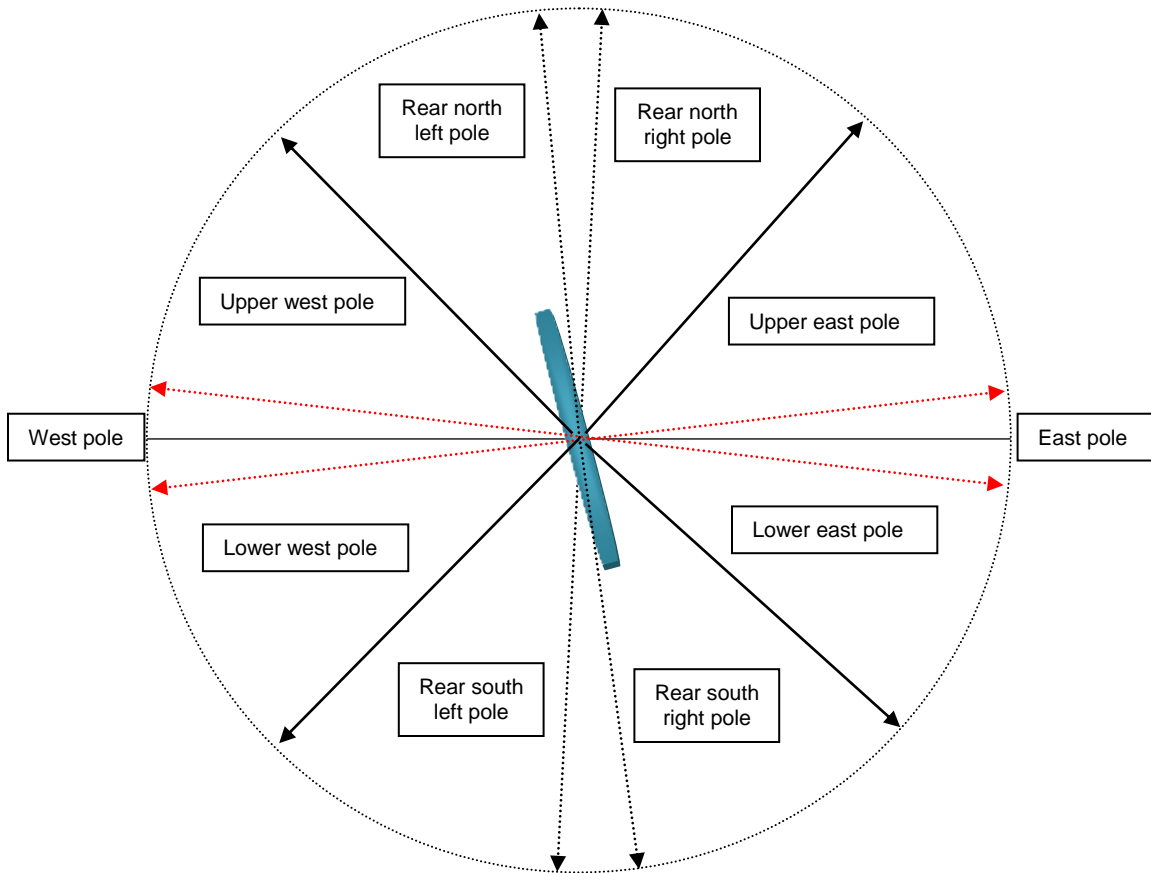 Rear north
left pole
Rear north
right pole
Upper west pole
Upper east pole
West pole
East pole
Lower west pole
Lower east pole
Rear south
left pole
Rear south
right pole